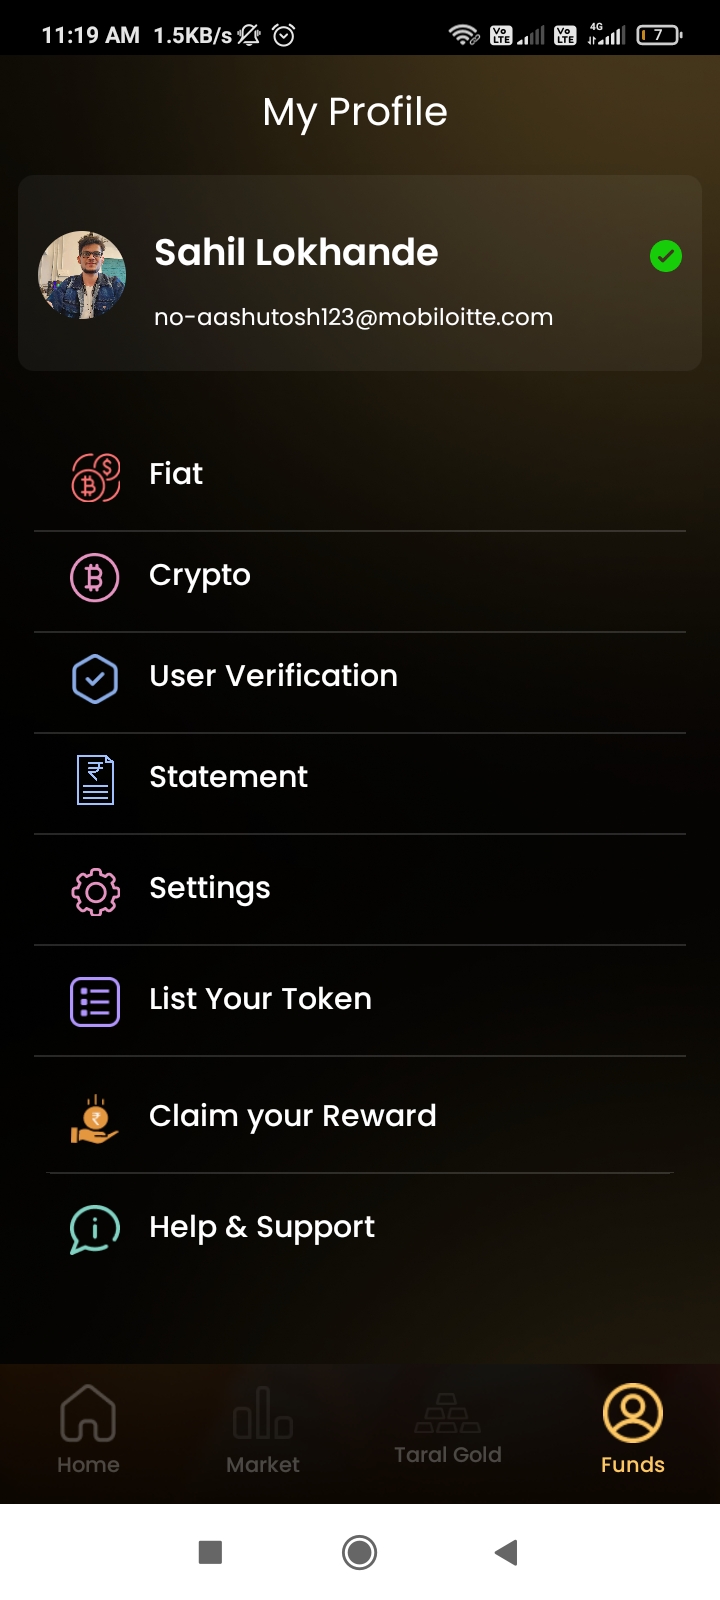 11:19 AM 1.5KB/s Vo LTE Vo LTE 4G 7
My Profile
Sahil Lokhande
no-aashutosh123@mobiloitte.com
Fiat
Crypto
User Verification
Statement
Settings
List Your Token
Claim your Reward
Help & Support
Home Market Taral Gold Funds